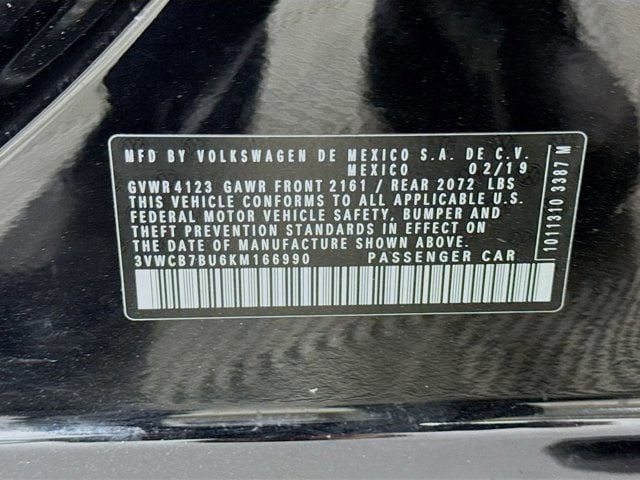 MFD BY VOLKSWAGEN DE MEXICO S.A. DE C.V.
MEXICO 02/19
GVWR 4123 GAWR FRONT 2161 / REAR 2072 LBS
THIS VEHICLE CONFORMS TO ALL APPLICABLE U.S.
FEDERAL MOTOR VEHICLE SAFETY, BUMPER AND
THEFT PREVENTION STANDARDS IN EFFECT ON
THE DATE OF MANUFACTURE SHOWN ABOVE.
3VWCB7BU6KM166990 PASSENGER CAR
1011310 3387 M